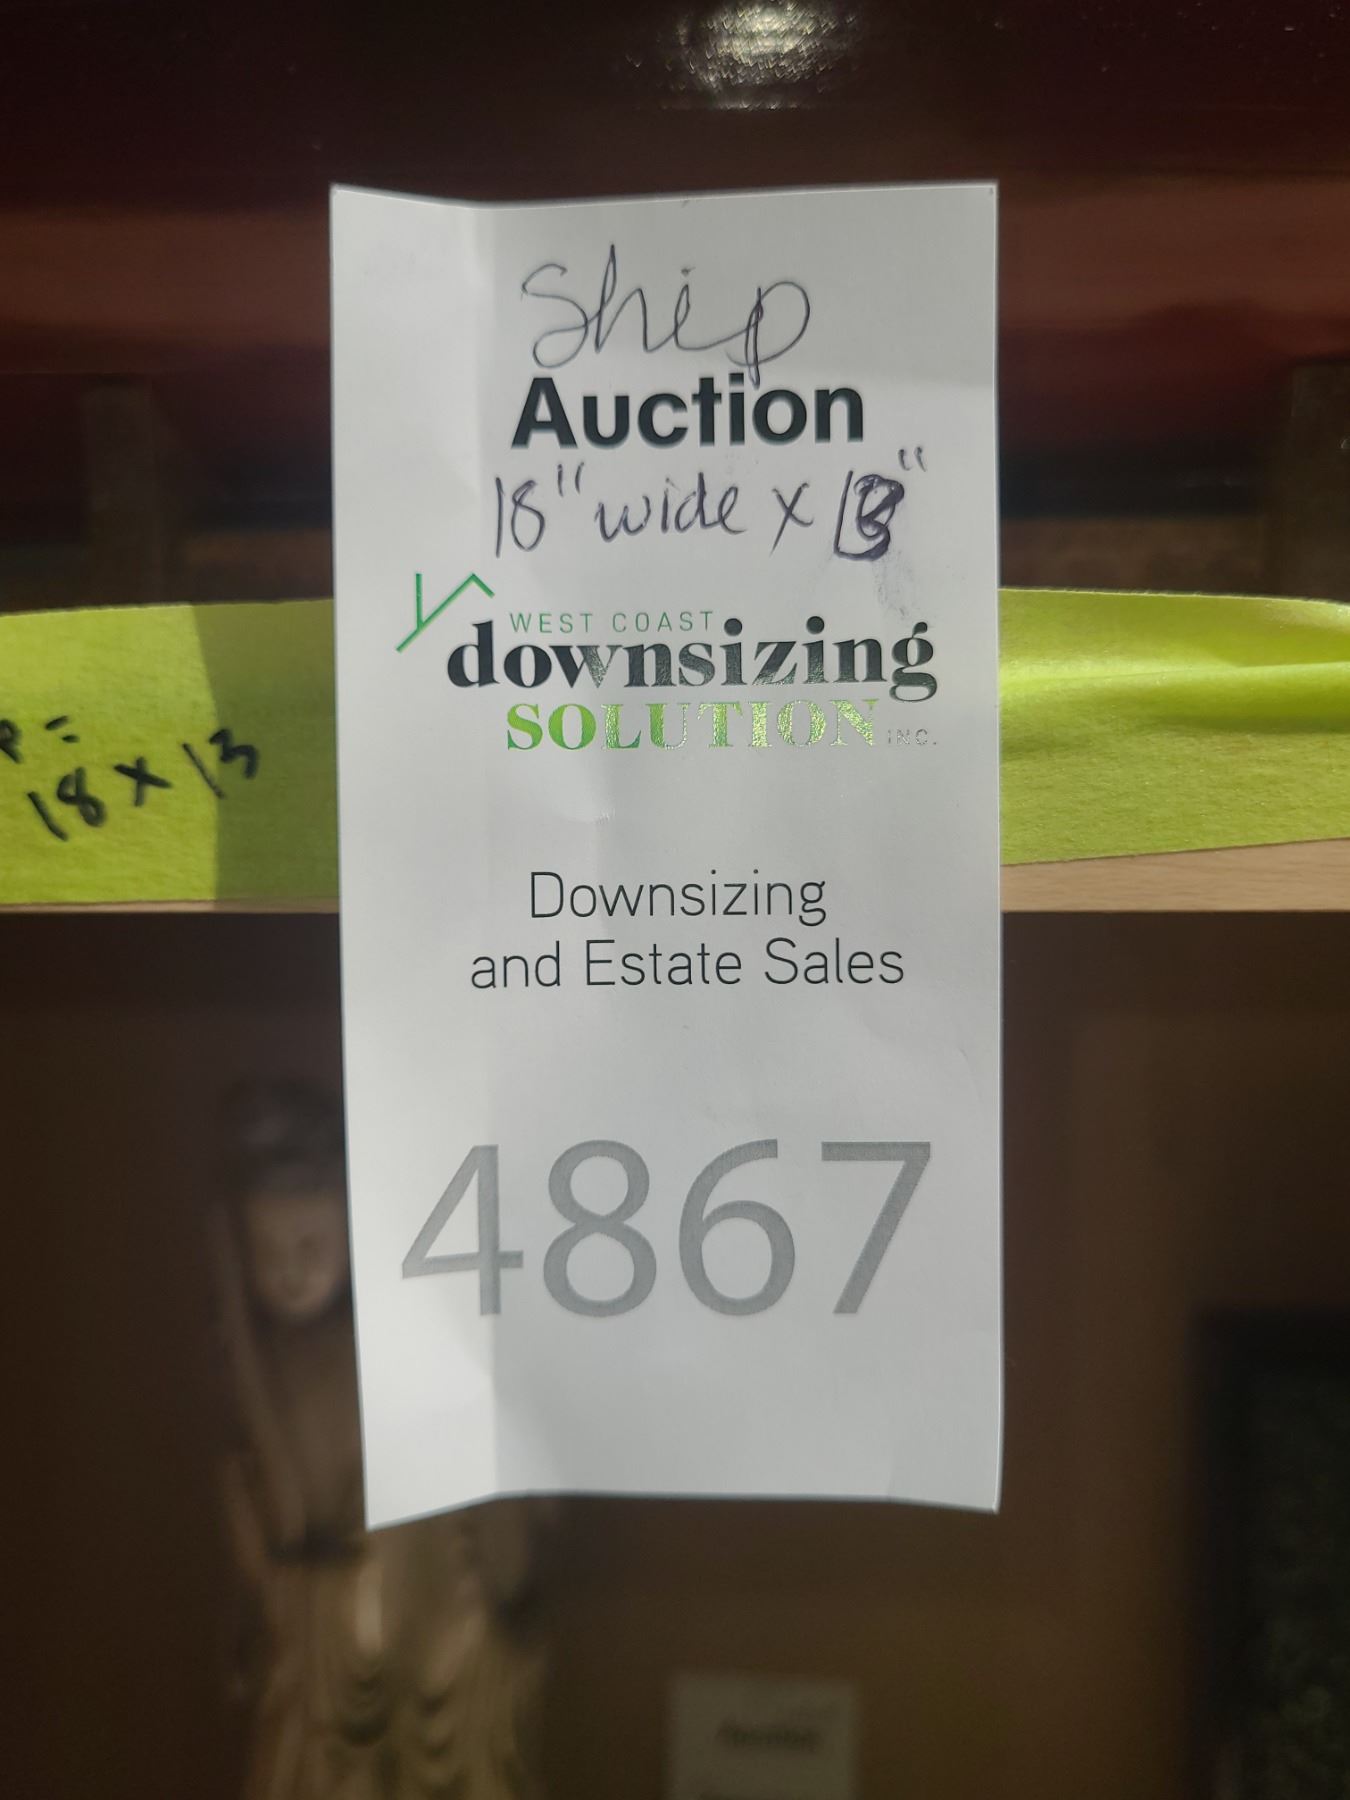 Ship
Auction
18" wide x 13"
WEST COAST
downsizing
SOLUTION INC.
P =
18 x 13
Downsizing
and Estate Sales
4867